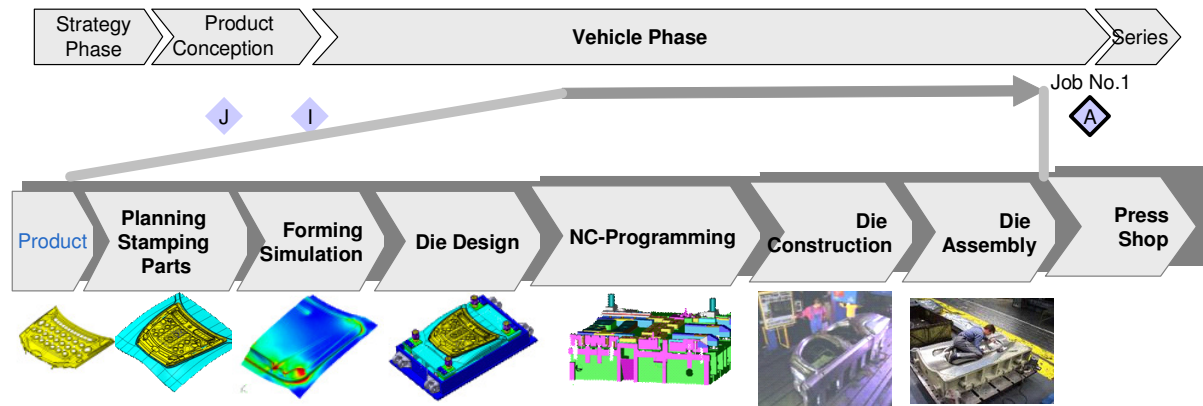 Strategy
Phase
Product
Conception
Vehicle Phase
Series
Job No.1
J
I
A
Product
Planning
Stamping
Parts
Forming
Simulation
Die Design
NC-Programming
Die
Construction
Die
Assembly
Press
Shop